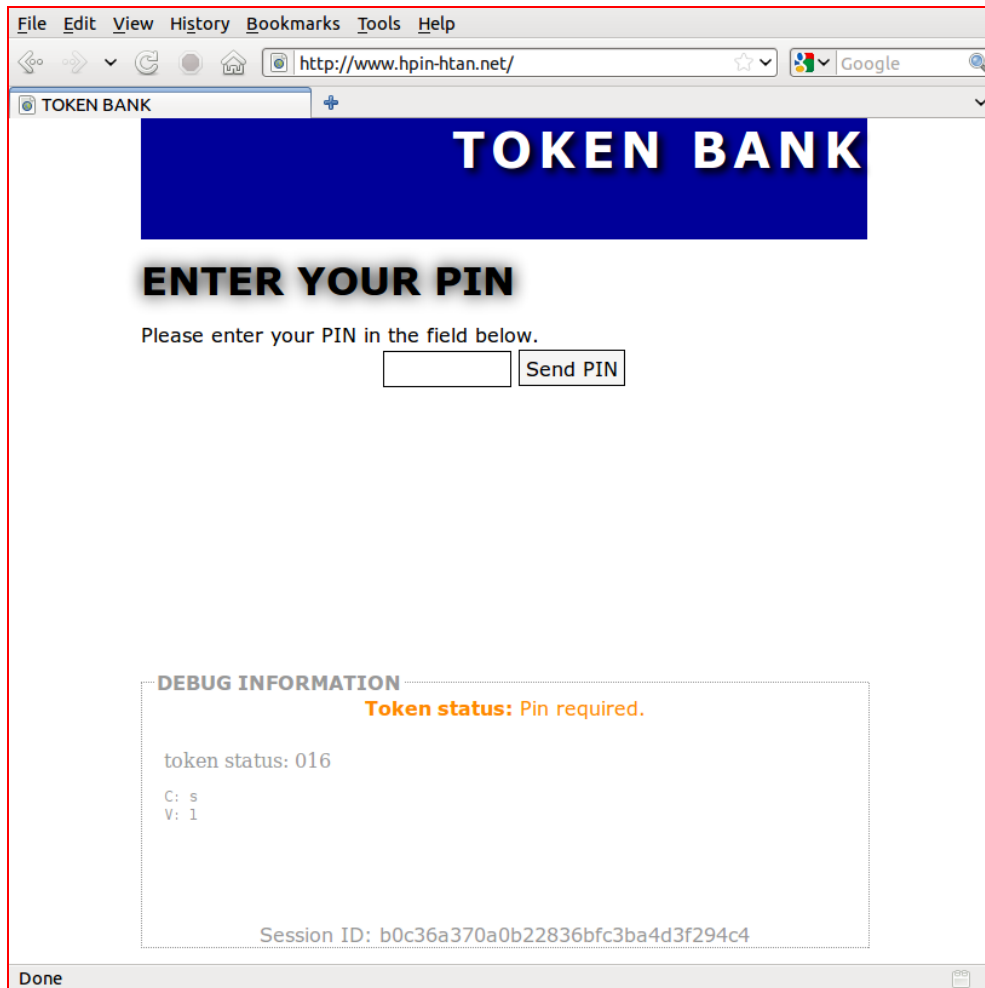 File Edit View History Bookmarks Tools Help
http://www.hpin-htan.net/ Google
TOKEN BANK
TOKEN BANK
ENTER YOUR PIN
Please enter your PIN in the field below.
Send PIN
DEBUG INFORMATION
Token status: Pin required.
token status: 016
C: s
V: l
Session ID: b0c36a370a0b22836bfc3ba4d3f294c4
Done